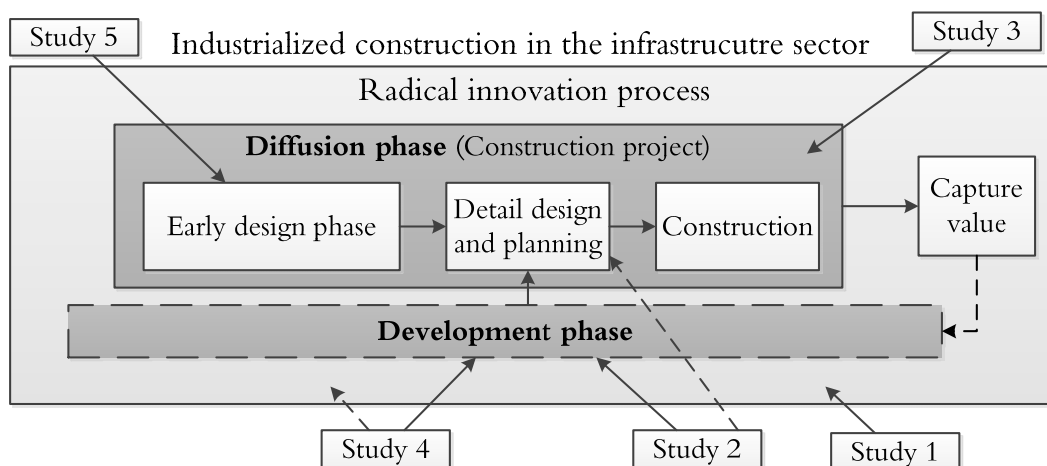 Study 5
Industrialized construction in the infrastrucutre sector
Study 3
Radical innovation process
Diffusion phase (Construction project)
Early design phase
Detail design
and planning
Construction
Capture
value
Development phase
Study 4
Study 2
Study 1